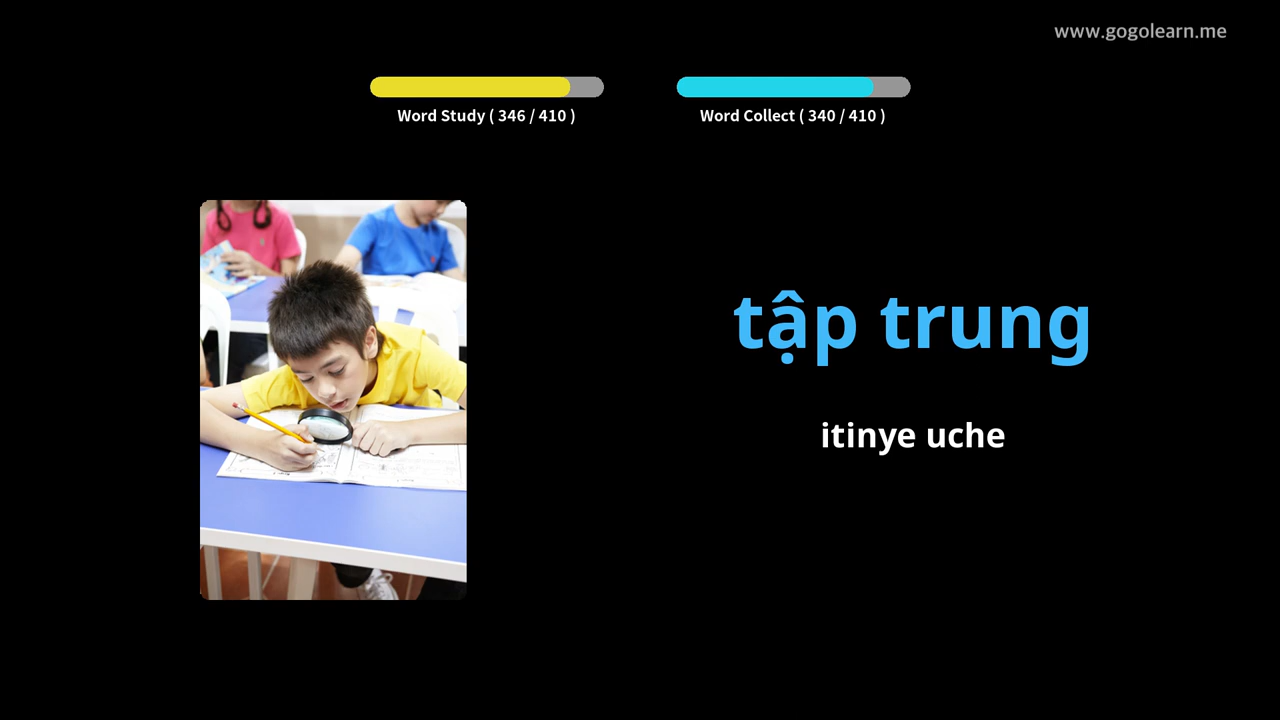 www.gogolearn.me
Word Study ( 346 / 410 )
Word Collect ( 340 / 410 )
tập trung
itinye uche